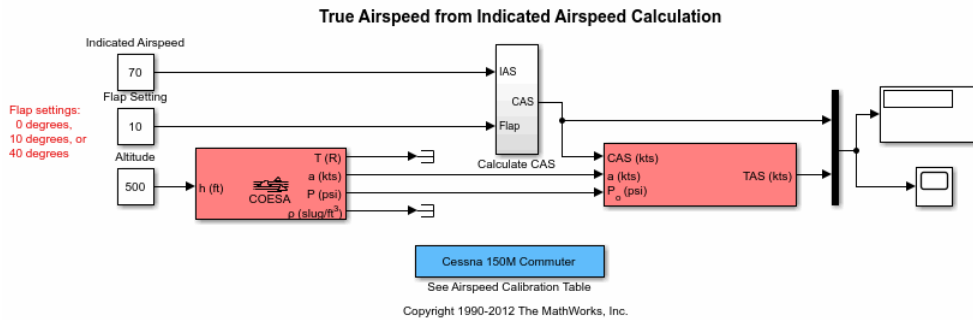 True Airspeed from Indicated Airspeed Calculation
Indicated Airspeed
70
Flap Setting
10
Flap settings:
0 degrees,
10 degrees, or
40 degrees
Altitude
500
IAS
CAS
Flap
Calculate CAS
h (ft)
COESA
T (R)
a (kts)
P (psi)
ρ (slug/ft³)
CAS (kts)
a (kts)
P₀ (psi)
TAS (kts)
Cessna 150M Commuter
See Airspeed Calibration Table
Copyright 1990-2012 The MathWorks, Inc.